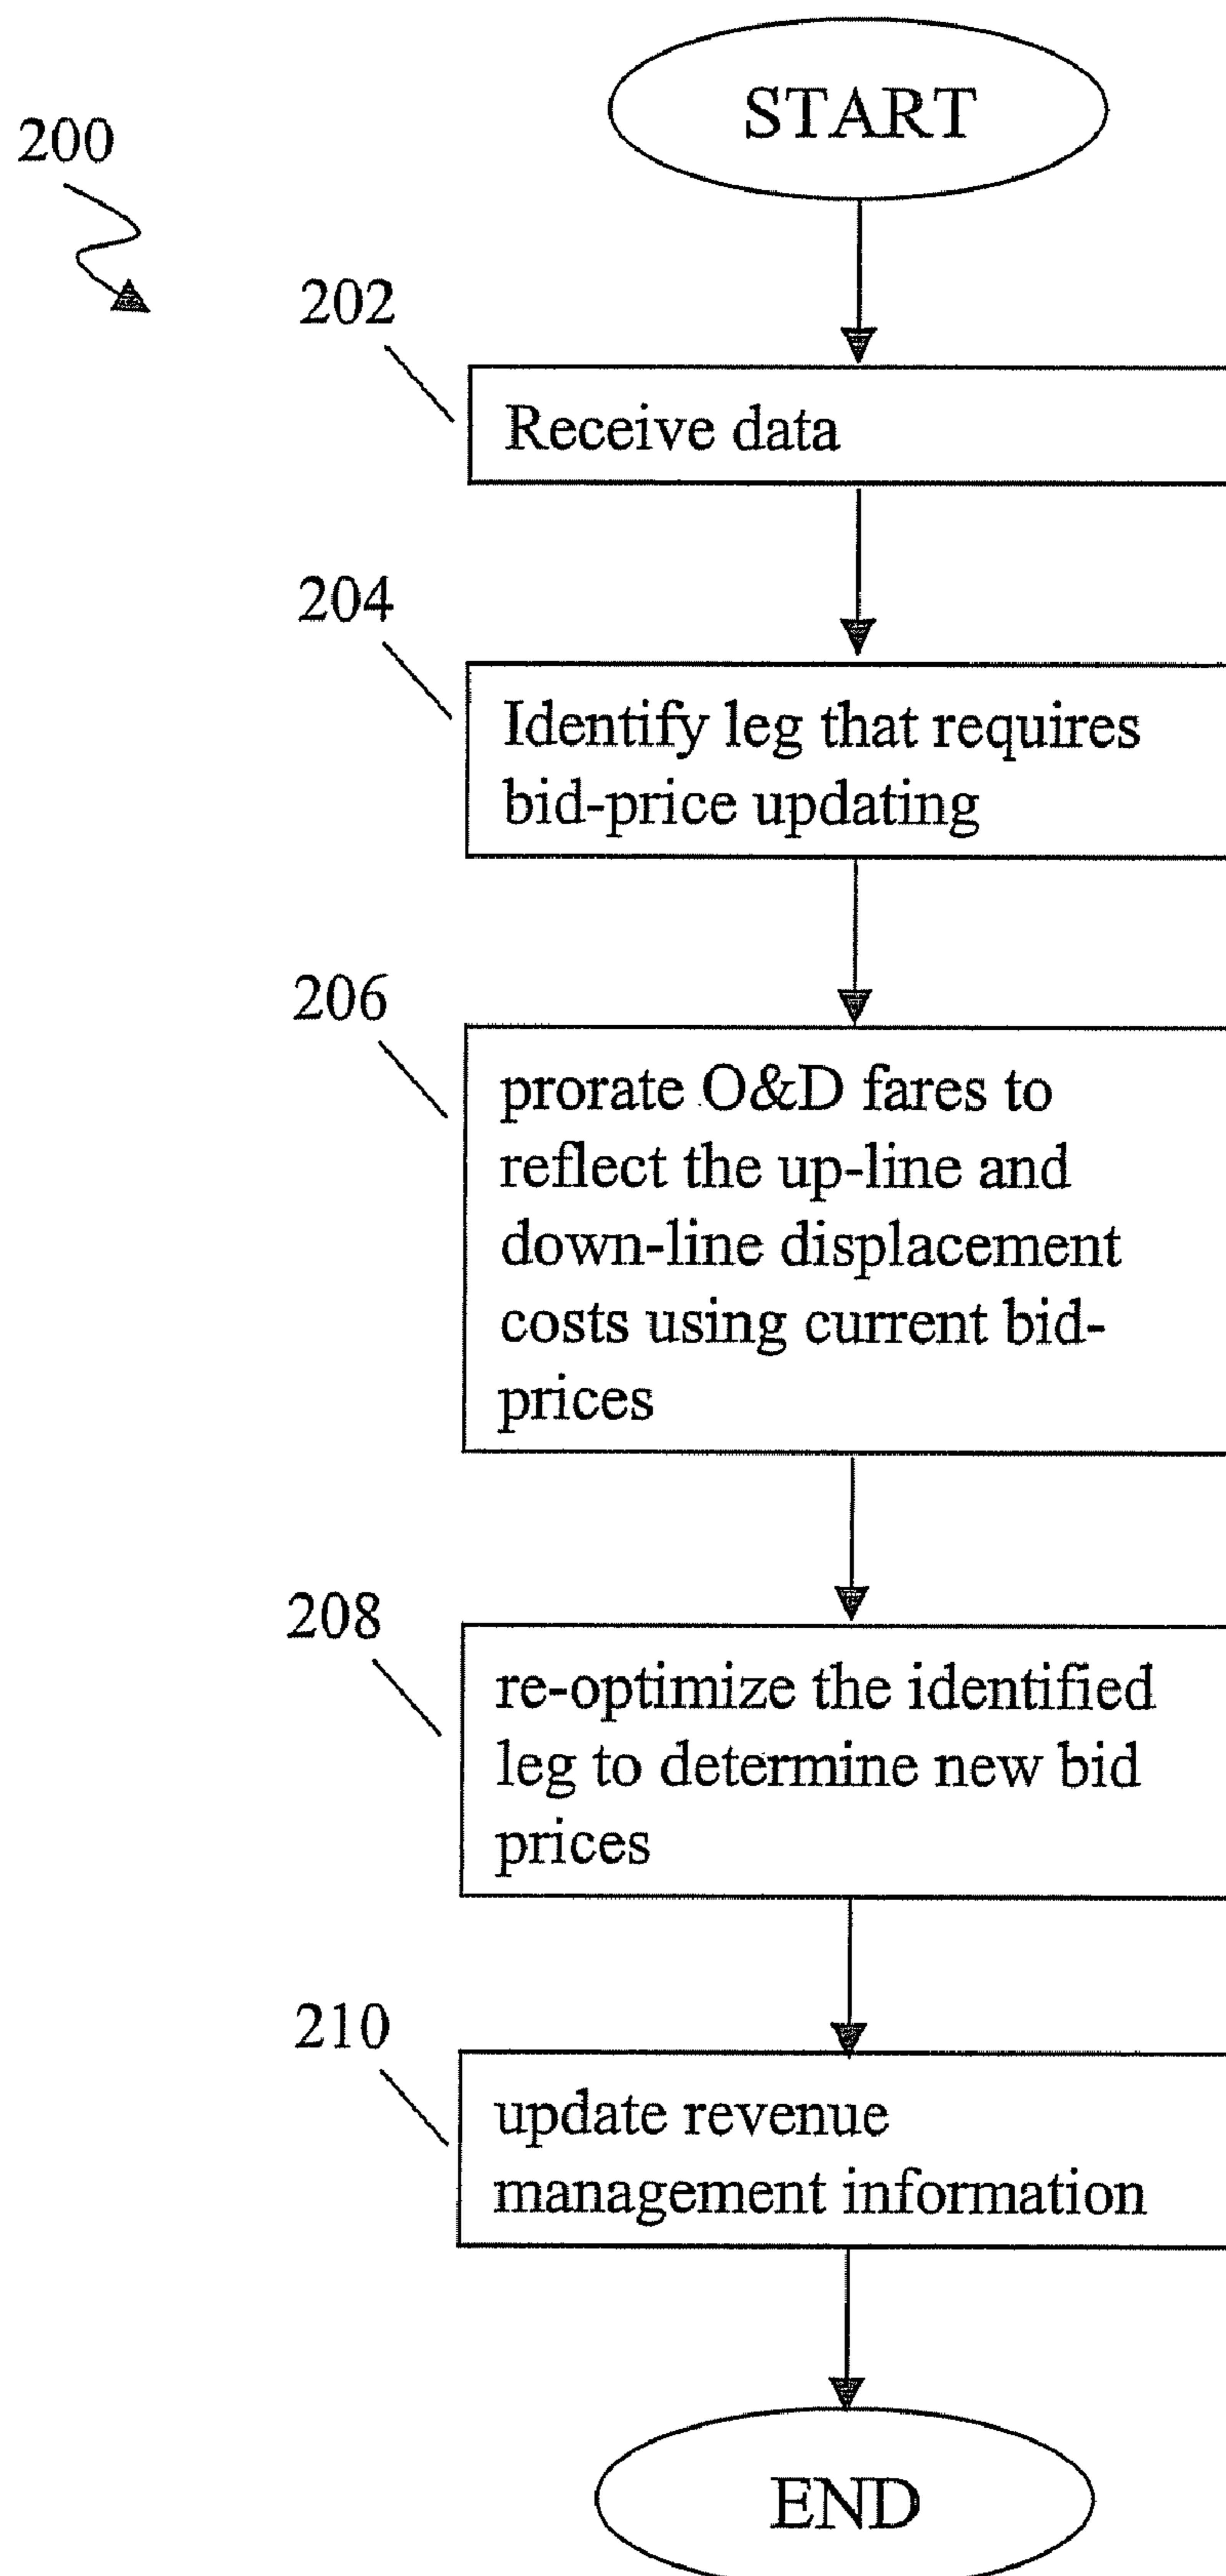 START
200
202
Receive data
204
Identify leg that requires
bid-price updating
206
prorate O&D fares to
reflect the up-line and
down-line displacement
costs using current bid-
prices
208
re-optimize the identified
leg to determine new bid
prices
210
update revenue
management information
END